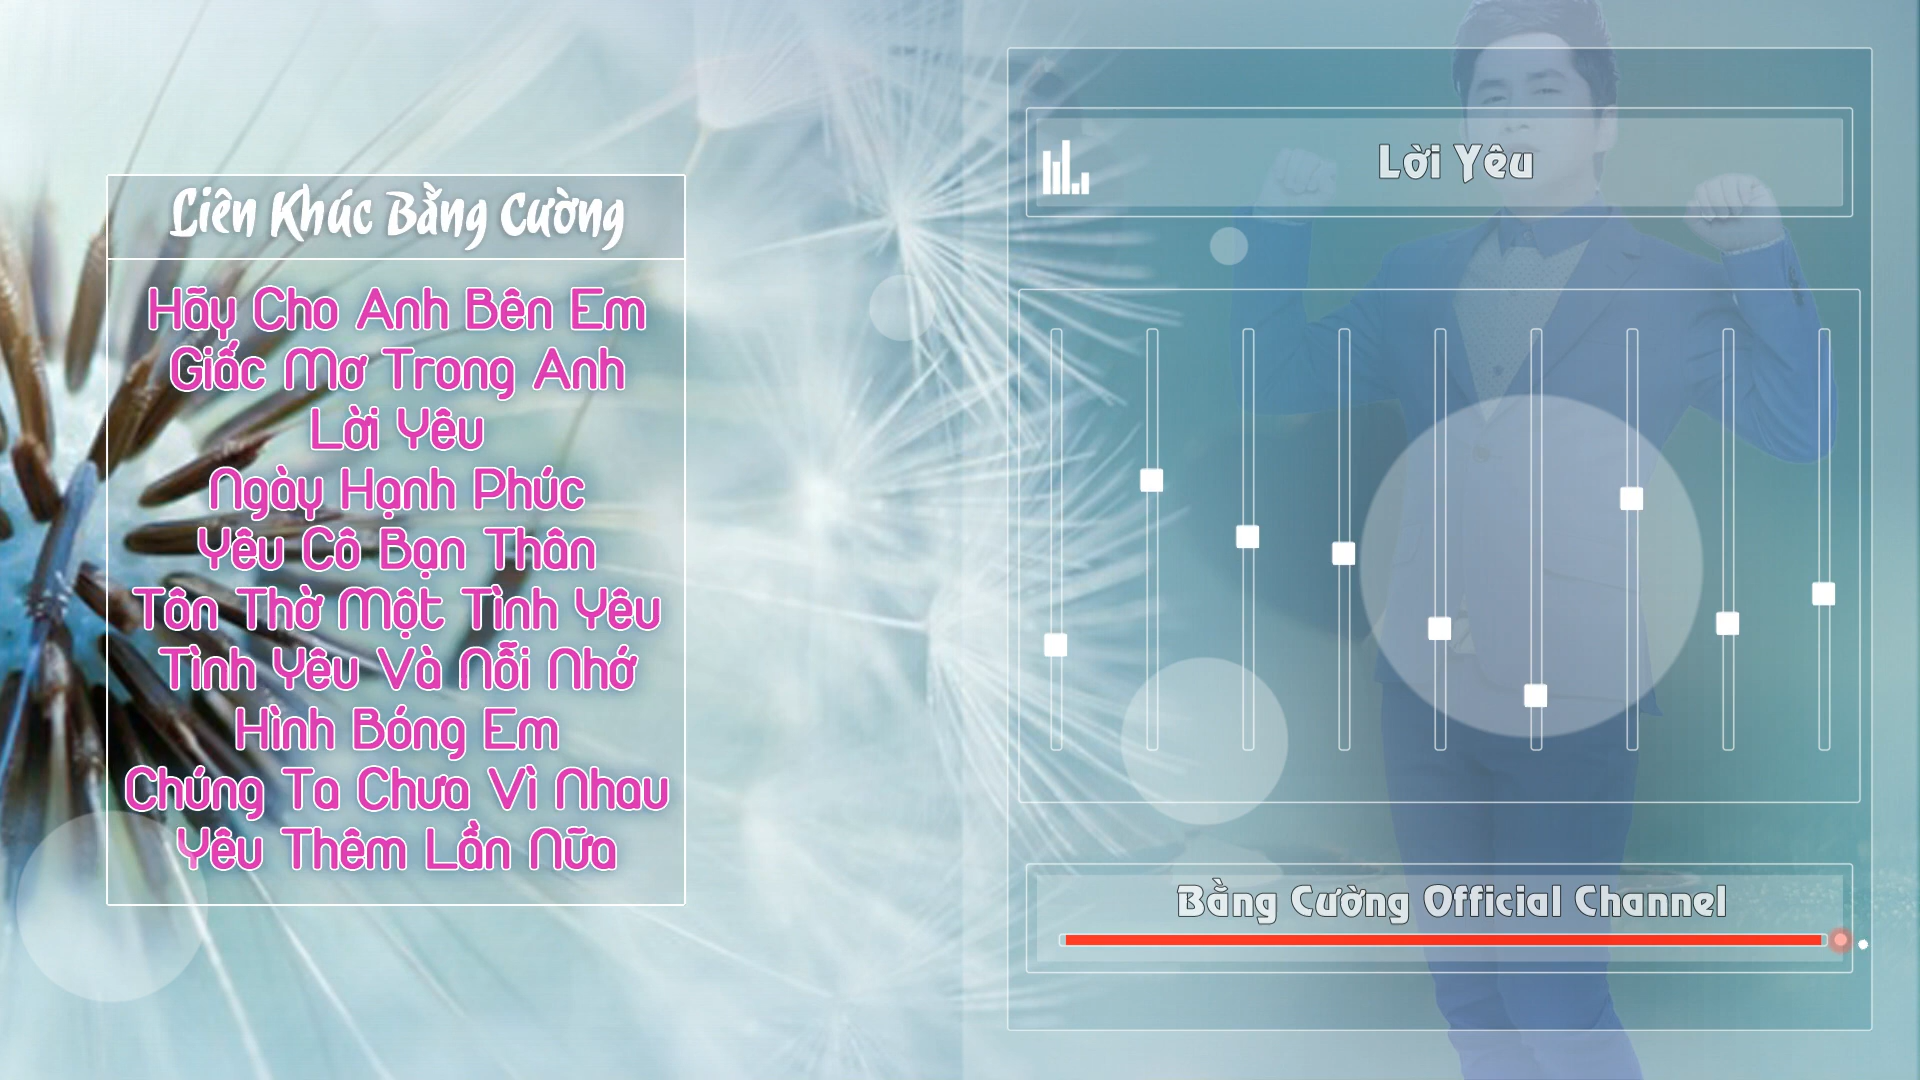 Liên Khúc Bằng Cường
Hãy Cho Anh Bên Em
Giấc Mơ Trong Anh
Lời Yêu
Ngày Hạnh Phúc
Yêu Cô Bạn Thân
Tôn Thờ Một Tình Yêu
Tình Yêu Và Nỗi Nhớ
Hình Bóng Em
Chúng Ta Chưa Vì Nhau
Yêu Thêm Lần Nữa
Lời Yêu
Bằng Cường Official Channel